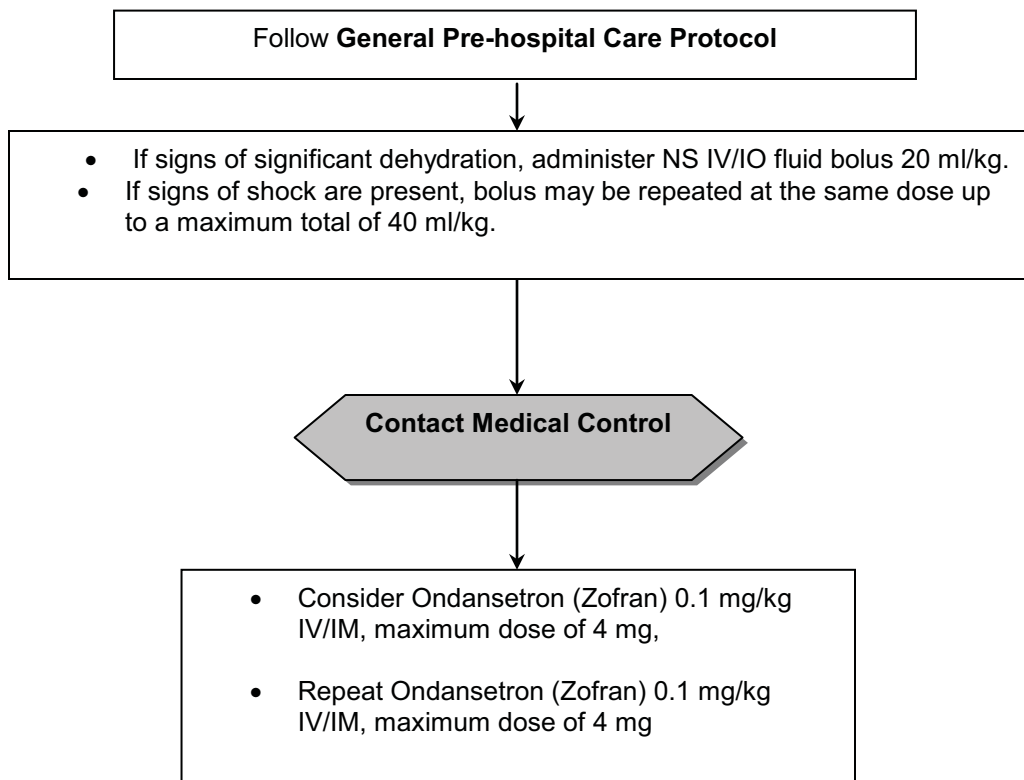 Follow General Pre-hospital Care Protocol
• If signs of significant dehydration, administer NS IV/IO fluid bolus 20 ml/kg.
• If signs of shock are present, bolus may be repeated at the same dose up
to a maximum total of 40 ml/kg.
Contact Medical Control
• Consider Ondansetron (Zofran) 0.1 mg/kg
IV/IM, maximum dose of 4 mg,
• Repeat Ondansetron (Zofran) 0.1 mg/kg
IV/IM, maximum dose of 4 mg